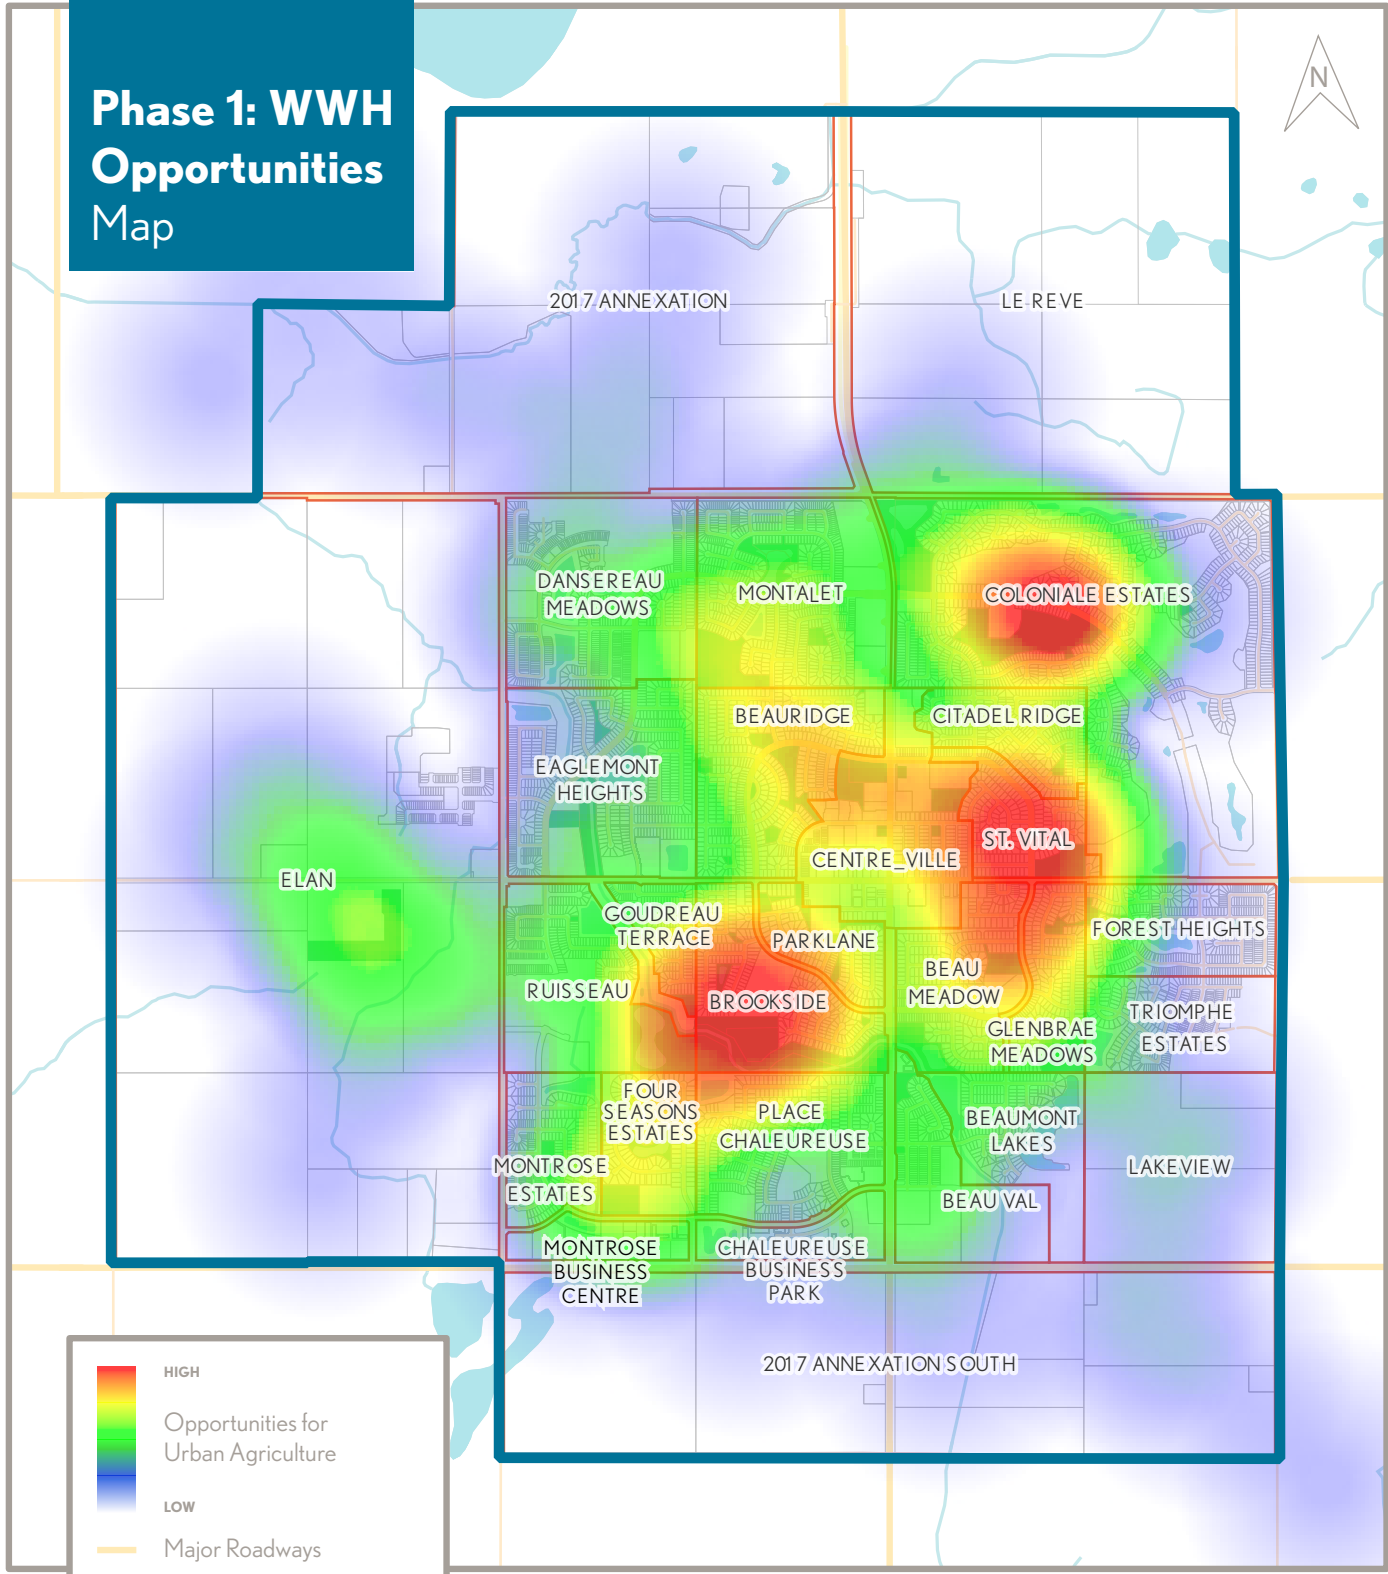 Phase 1: WWH
Opportunities
Map
N
2017 ANNEXATION
LE REVE
DANSEREAU
MEADOWS
MONTALET
COLONIALE ESTATES
BEAURIDGE
CITADEL RIDGE
EAGLEMONT
HEIGHTS
CENTRE_VILLE
ST. VITAL
ELAN
GOUDREAU
TERRACE
PARKLANE
FOREST HEIGHTS
RUISSEAU
BROOKSIDE
BEAU
MEADOW
TRIOMPHE
ESTATES
GLENBRAE
MEADOWS
FOUR
SEASONS
ESTATES
PLACE
CHALEUREUSE
BEAUMONT
LAKES
MONTROSE
ESTATES
LAKEVIEW
BEAU VAL
MONTROSE
BUSINESS
CENTRE
CHALEUREUSE
BUSINESS
PARK
2017 ANNEXATION SOUTH
HIGH
Opportunities for
Urban Agriculture
LOW
Major Roadways